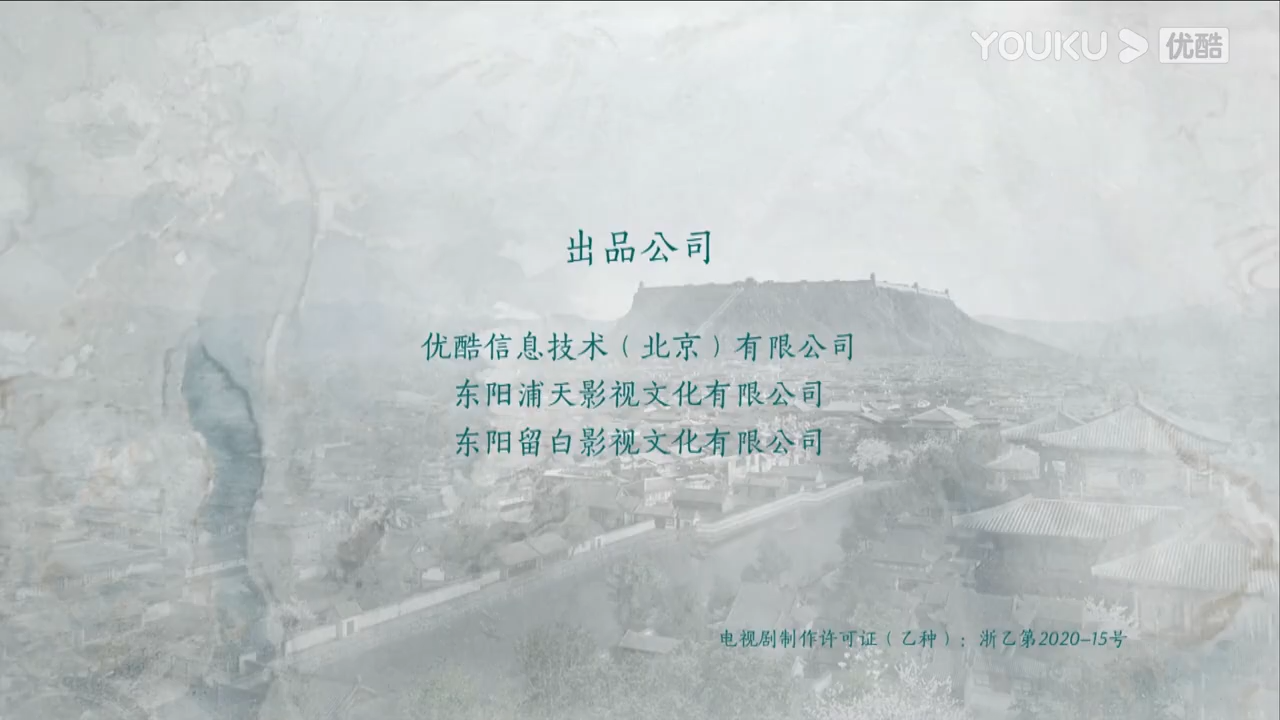 YOUKU 优酷
出品公司
优酷信息技术（北京）有限公司
东阳浦天影视文化有限公司
东阳留白影视文化有限公司
电视剧制作许可证（乙种）：浙乙第2020-15号